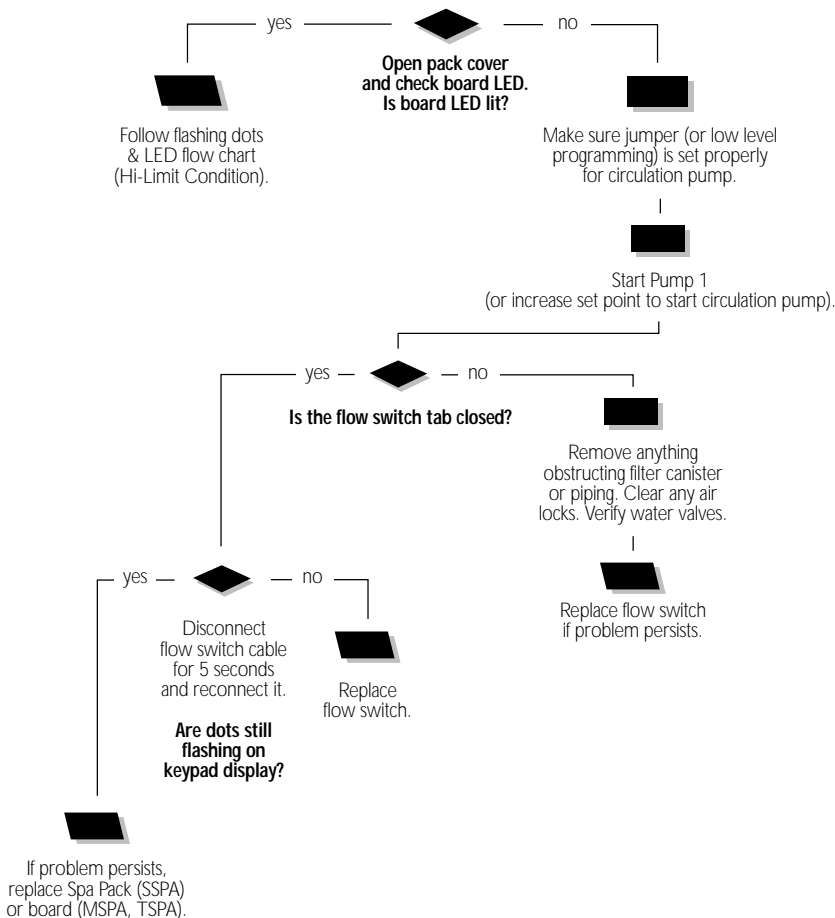 yes
no
Open pack cover
and check board LED.
Is board LED lit?
Follow flashing dots
& LED flow chart
(Hi-Limit Condition).
Make sure jumper (or low level
programming) is set properly
for circulation pump.
Start Pump 1
(or increase set point to start circulation pump).
yes
no
Is the flow switch tab closed?
Remove anything
obstructing filter canister
or piping. Clear any air
locks. Verify water valves.
Replace flow switch
if problem persists.
yes
no
Disconnect
flow switch cable
for 5 seconds
and reconnect it.
Are dots still
flashing on
keypad display?
Replace
flow switch.
If problem persists,
replace Spa Pack (SSPA)
or board (MSPA, TSPA).